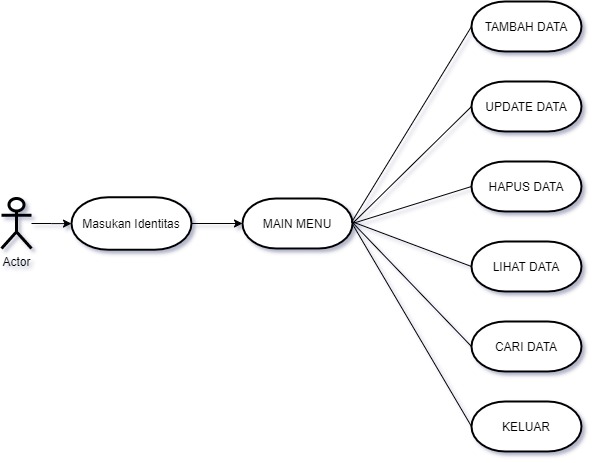 Actor
Masukan Identitas
MAIN MENU
TAMBAH DATA
UPDATE DATA
HAPUS DATA
LIHAT DATA
CARI DATA
KELUAR